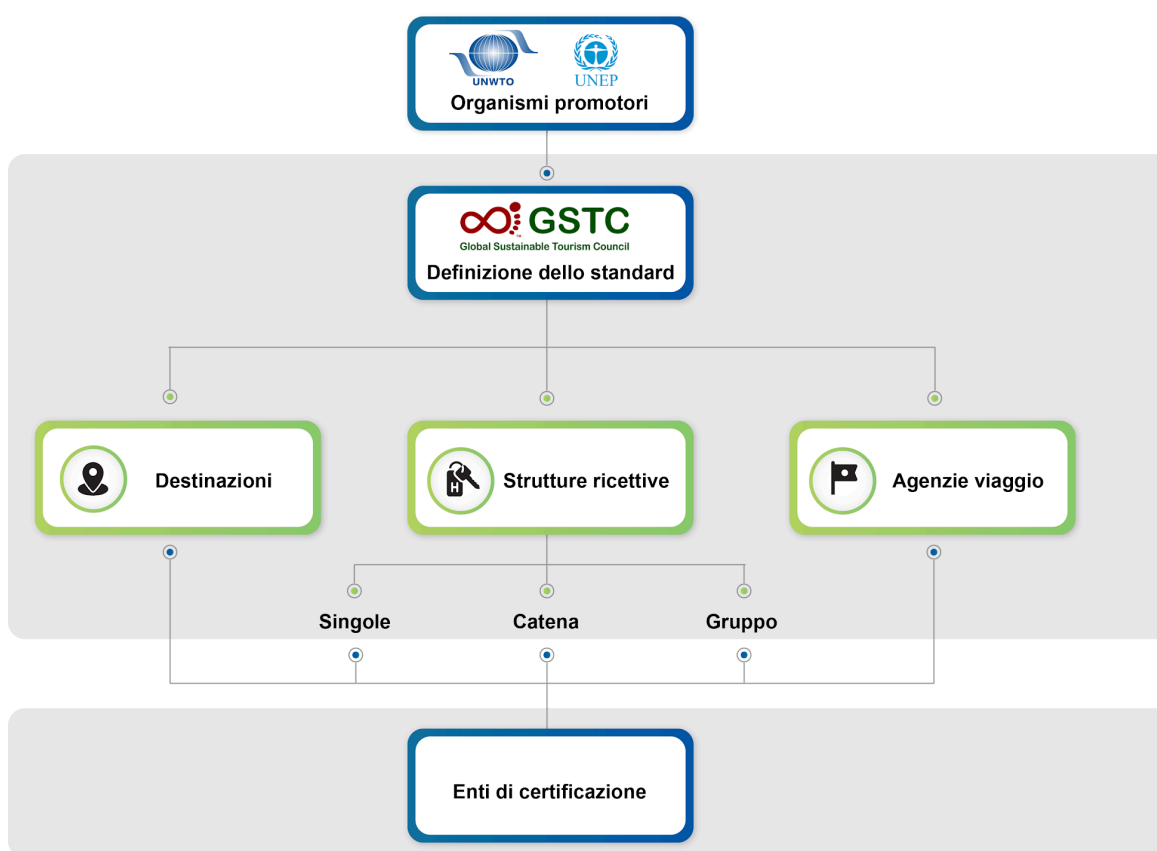 UNWTO
UNEP
Organismi promotori
GSTC
TM
Global Sustainable Tourism Council
Definizione dello standard
Destinazioni
H
Strutture ricettive
Agenzie viaggio
Singole
Catena
Gruppo
Enti di certificazione